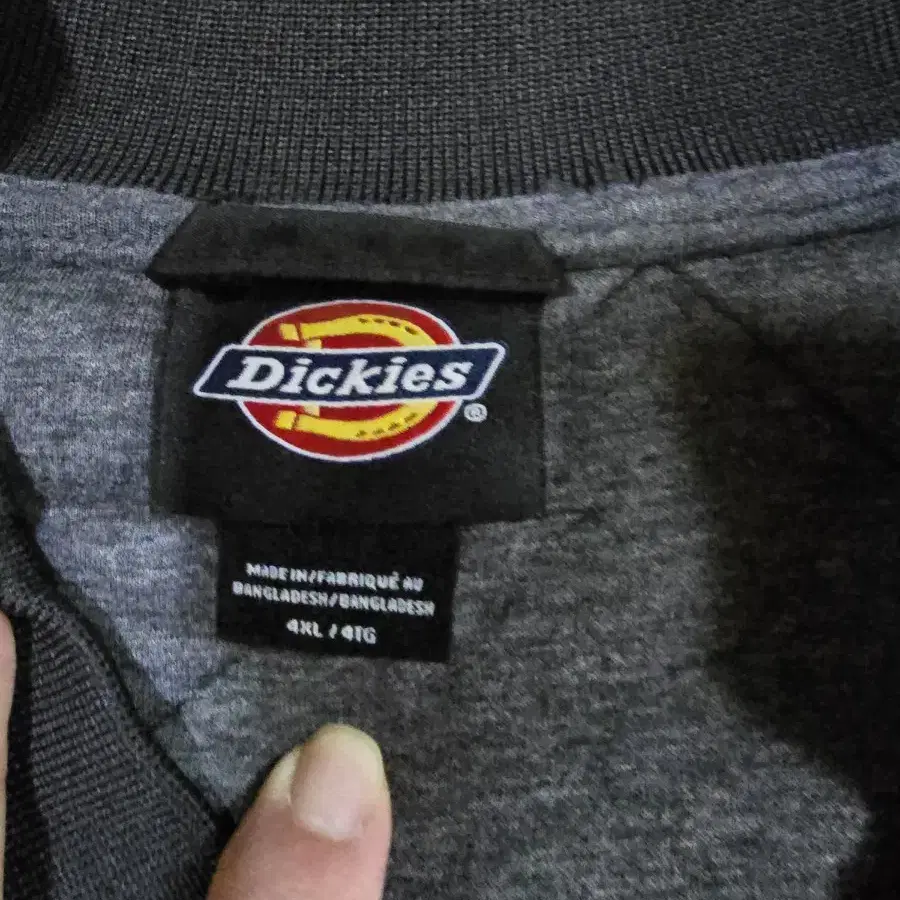 Dickies
®
MADE IN/FABRIQUÉ AU
BANGLADESH/BANGLADESH
4XL / 4TG